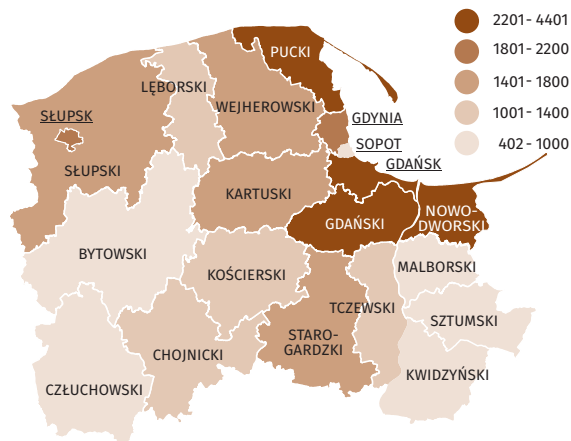 2201 - 4401
1801 - 2200
1401 - 1800
1001 - 1400
402 - 1000
PUCKI
LĘBORSKI
WEJHEROWSKI
SŁUPSK
GDYNIA
SOPOT
GDAŃSK
SŁUPSKI
KARTUSKI
GDAŃSKI
NOWO-
DWORSKI
BYTOWSKI
KOŚCIERSKI
MALBORSKI
TCZEWSKI
SZTUMSKI
STARO-
GARDZKI
CHOJNICKI
KWIDZYŃSKI
CZŁUCHOWSKI